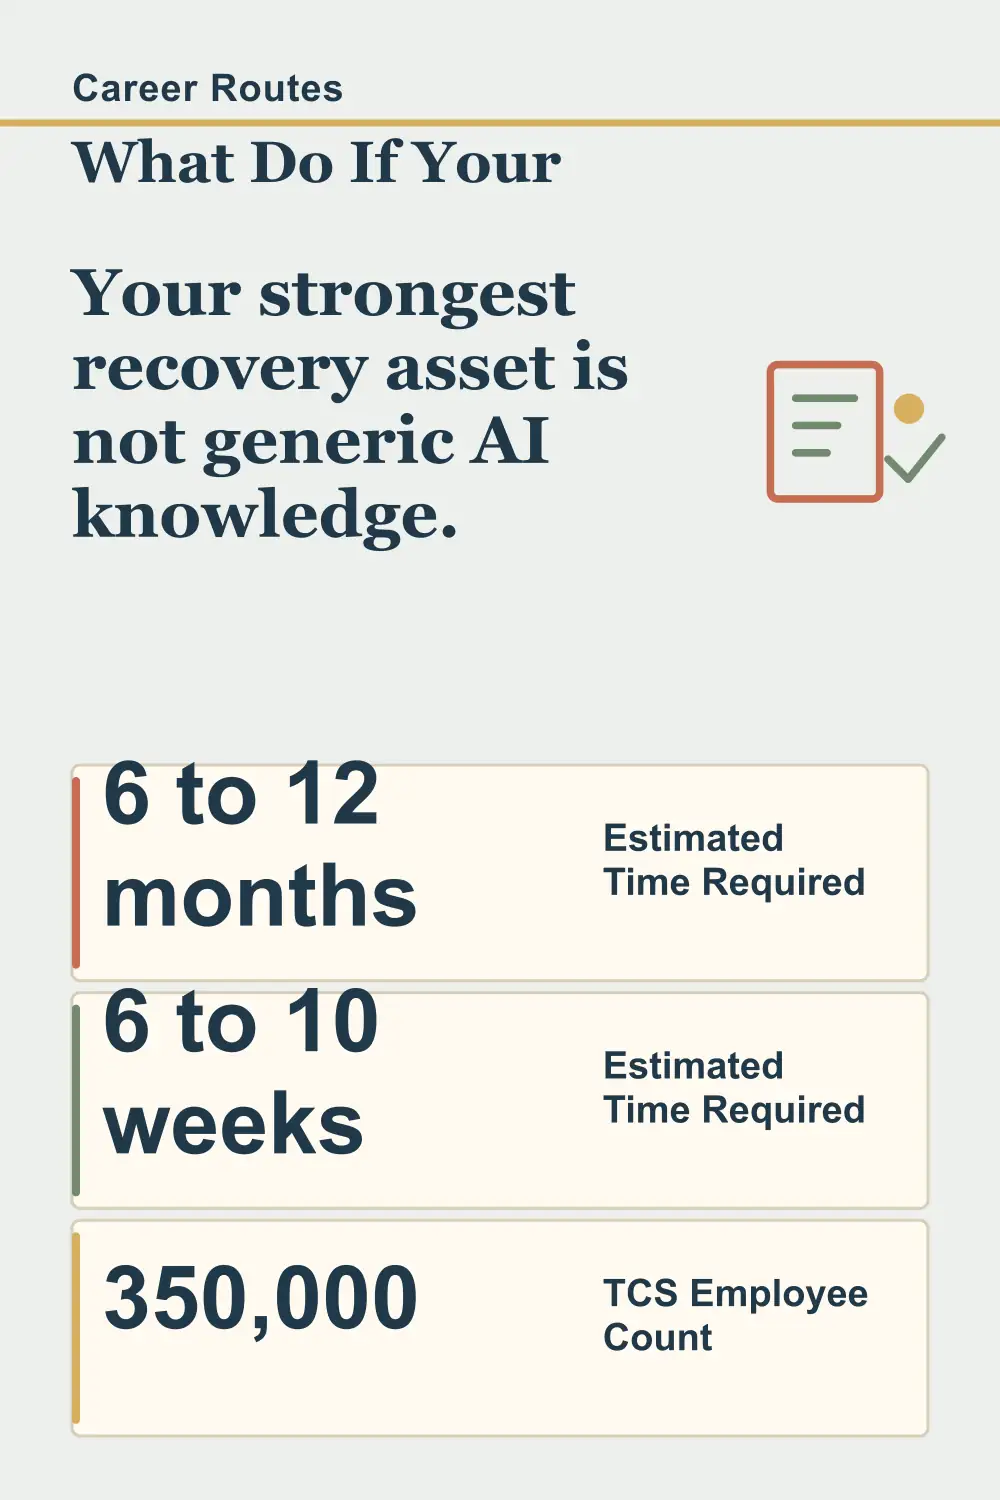 Career Routes
What Do If Your
Your strongest
recovery asset is
not generic AI
knowledge.
6 to 12
months
Estimated
Time Required
6 to 10
weeks
Estimated
Time Required
350,000
TCS Employee
Count